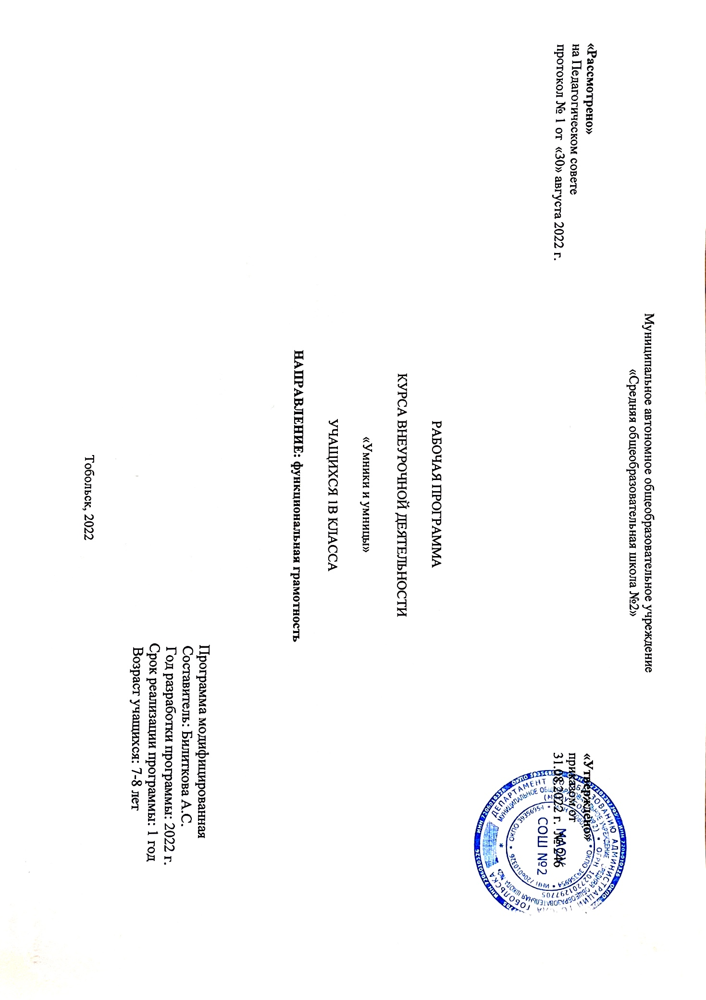 Муниципальное автономное общеобразовательное учреждение
«Средняя общеобразовательная школа №2»
«Рассмотрено»
на Педагогическом совете
протокол № 1 от «30» августа 2022 г.
«Утверждено»
приказом от
31.08.2022 г.
МАОУ
СОШ №2
РАБОЧАЯ ПРОГРАММА
КУРСА ВНЕУРОЧНОЙ ДЕЯТЕЛЬНОСТИ
«Умники и умницы»
УЧАЩИХСЯ 1В КЛАССА
НАПРАВЛЕНИЕ: функциональная грамотность
Программа модифицированная
Составитель: Билиткова А.С.
Год разработки программы: 2022 г.
Срок реализации программы: 1 год
Возраст учащихся: 7-8 лет
Тобольск, 2022